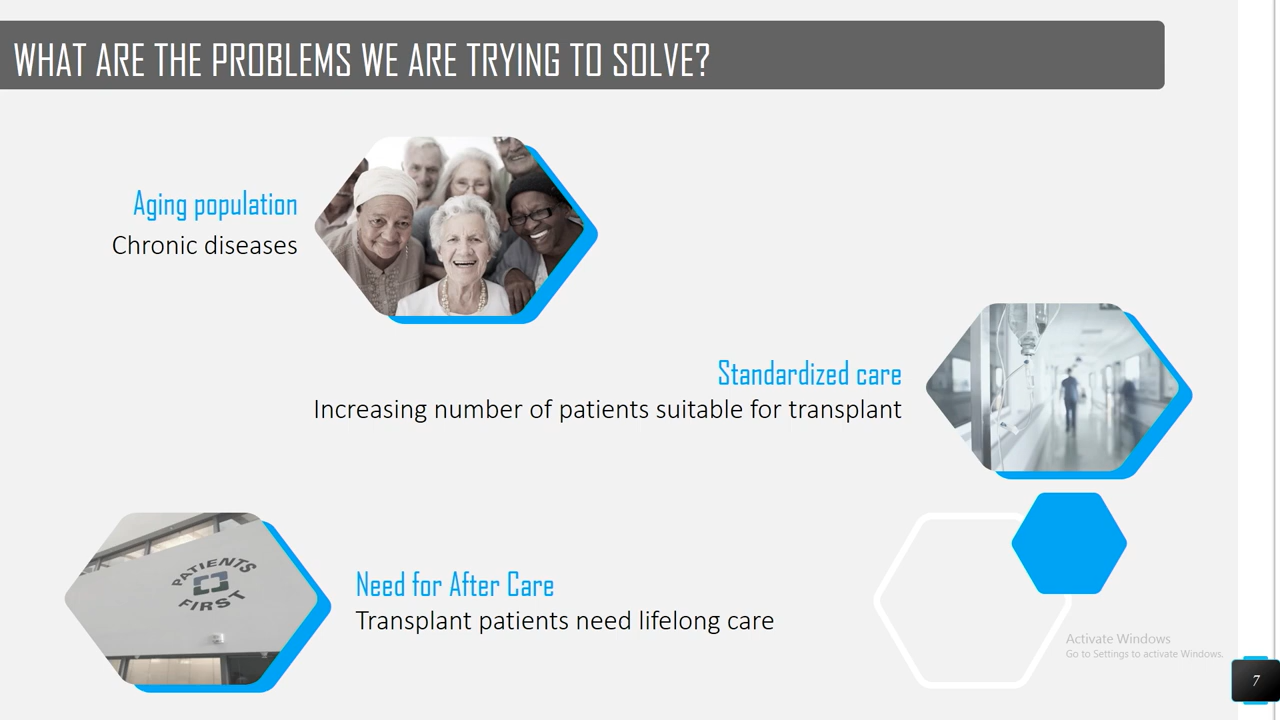 WHAT ARE THE PROBLEMS WE ARE TRYING TO SOLVE?
Aging population
Chronic diseases
Standardized care
Increasing number of patients suitable for transplant
PATIENTS
FIRST
Need for After Care
Transplant patients need lifelong care
Activate Windows
Go to Settings to activate Windows.
7